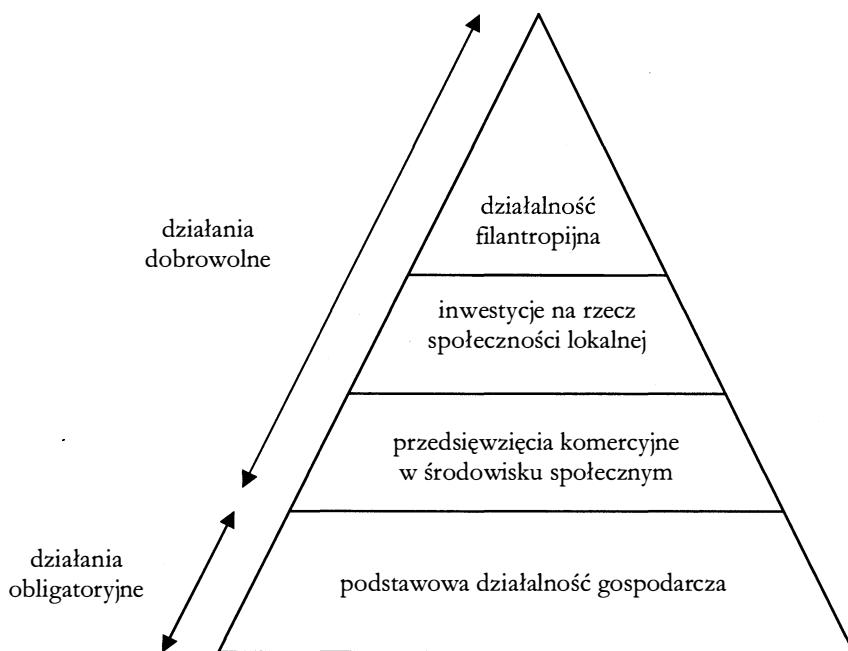 działalność
filantropijna
działania
dobrowolne
inwestycje na rzecz
społeczności lokalnej
przedsięwzięcia komercyjne
w środowisku społecznym
działania
obligatoryjne
podstawowa działalność gospodarcza